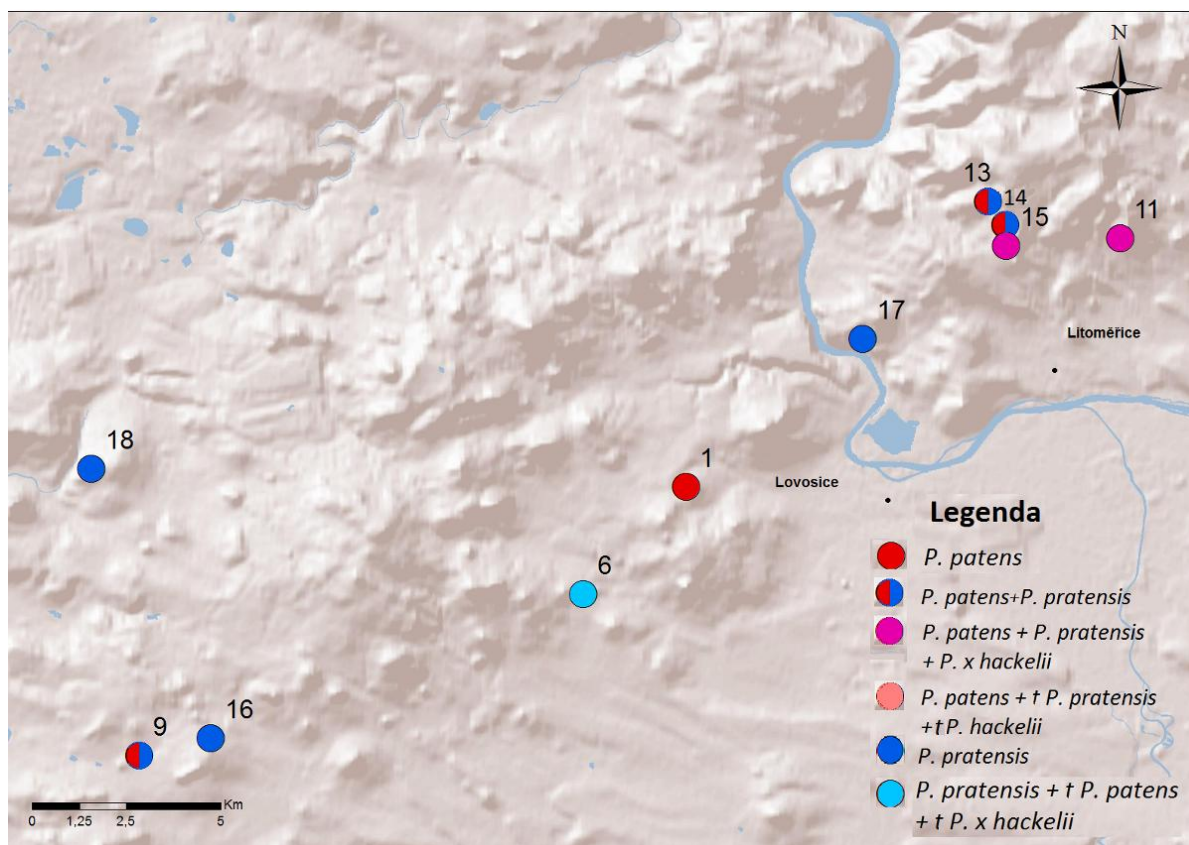 N
13
14
15
11
17
Litoměřice
18
1
Lovosice
6
Legenda
P. patens
P. patens+P. pratensis
P. patens + P. pratensis
+ P. x hackelii
P. patens + † P. pratensis
+† P. hackelii
P. pratensis
P. pratensis + † P. patens
+ † P. x hackelii
9
16
Km
0 1,25 2,5 5